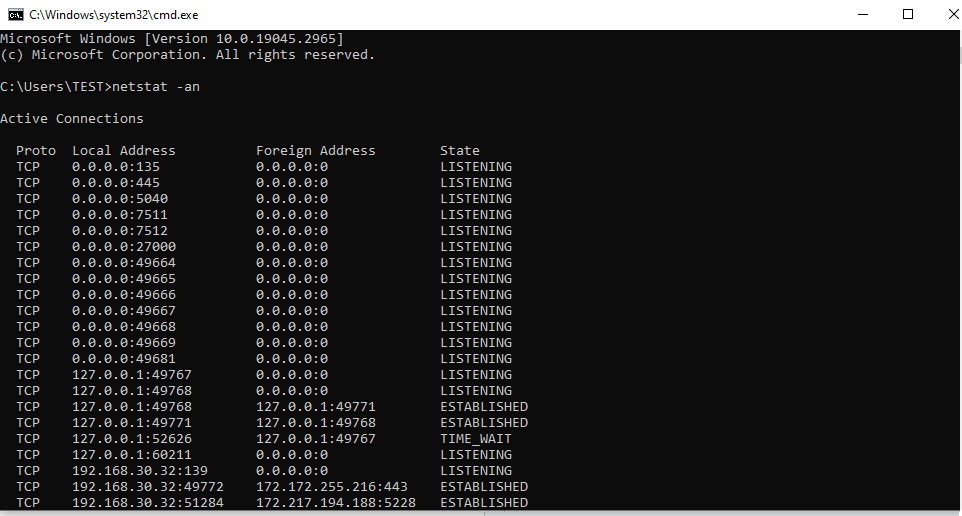 C:\Windows\system32\cmd.exe
Microsoft Windows [Version 10.0.19045.2965]
(c) Microsoft Corporation. All rights reserved.
C:\Users\TEST>netstat -an
Active Connections
Proto Local Address Foreign Address State
TCP 0.0.0.0:135 0.0.0.0:0 LISTENING
TCP 0.0.0.0:445 0.0.0.0:0 LISTENING
TCP 0.0.0.0:5040 0.0.0.0:0 LISTENING
TCP 0.0.0.0:7511 0.0.0.0:0 LISTENING
TCP 0.0.0.0:7512 0.0.0.0:0 LISTENING
TCP 0.0.0.0:27000 0.0.0.0:0 LISTENING
TCP 0.0.0.0:49664 0.0.0.0:0 LISTENING
TCP 0.0.0.0:49665 0.0.0.0:0 LISTENING
TCP 0.0.0.0:49666 0.0.0.0:0 LISTENING
TCP 0.0.0.0:49667 0.0.0.0:0 LISTENING
TCP 0.0.0.0:49668 0.0.0.0:0 LISTENING
TCP 0.0.0.0:49669 0.0.0.0:0 LISTENING
TCP 0.0.0.0:49681 0.0.0.0:0 LISTENING
TCP 127.0.0.1:49767 0.0.0.0:0 LISTENING
TCP 127.0.0.1:49768 0.0.0.0:0 LISTENING
TCP 127.0.0.1:49768 127.0.0.1:49771 ESTABLISHED
TCP 127.0.0.1:49771 127.0.0.1:49768 ESTABLISHED
TCP 127.0.0.1:52626 127.0.0.1:49767 TIME_WAIT
TCP 127.0.0.1:60211 0.0.0.0:0 LISTENING
TCP 192.168.30.32:139 0.0.0.0:0 LISTENING
TCP 192.168.30.32:49772 172.172.255.216:443 ESTABLISHED
TCP 192.168.30.32:51284 172.217.194.188:5228 ESTABLISHED